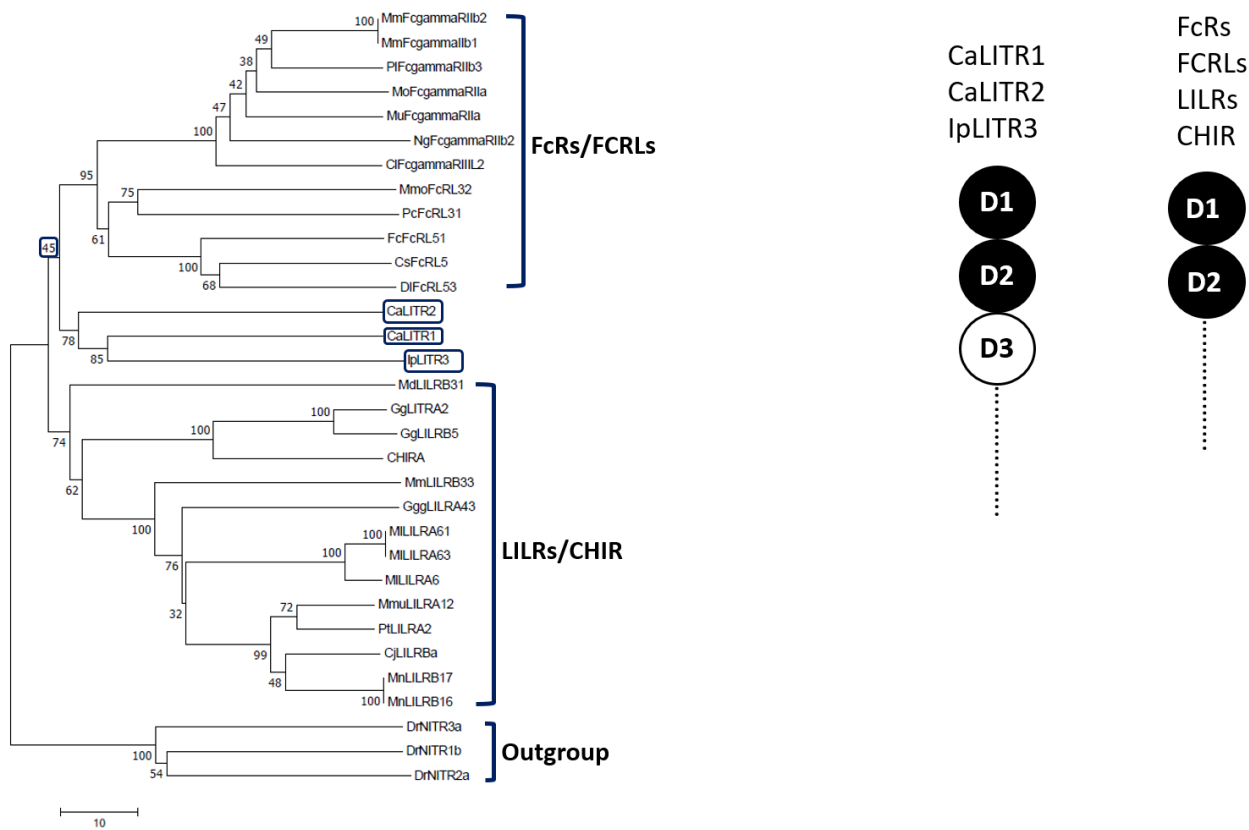 100
MmFcgammaRIIb2
MmFcgammaIIb1
49
PlFcgammaRIIb3
38
MoFcgammaRIIa
42
MuFcgammaRIIa
47
NgFcgammaRIIb2
100
ClFcgammaRIIIL2
FcRs/FCRLs
95
MmoFcRL32
75
PcFcRL31
61
FcFcRL51
45
CsFcRL5
100
DlFcRL53
68
CaLITR2
78
CaLITR1
85
IpLITR3
MdLILRB31
74
GgLITRA2
100
GgLILRB5
100
CHIRA
62
MmLILRB33
GggLILRA43
100
MlLILRA61
100
MlLILRA63
100
76
MlLILRA6
LILRs/CHIR
MmuLILRA12
72
32
PtLILRA2
99
CjLILRBa
MnLILRB17
48
MnLILRB16
100
DrNITR3a
DrNITR1b
100
Outgroup
DrNITR2a
54
10
CaLITR1
CaLITR2
IpLITR3
D1
D2
D3
FcRs
FCRLs
LILRs
CHIR
D1
D2